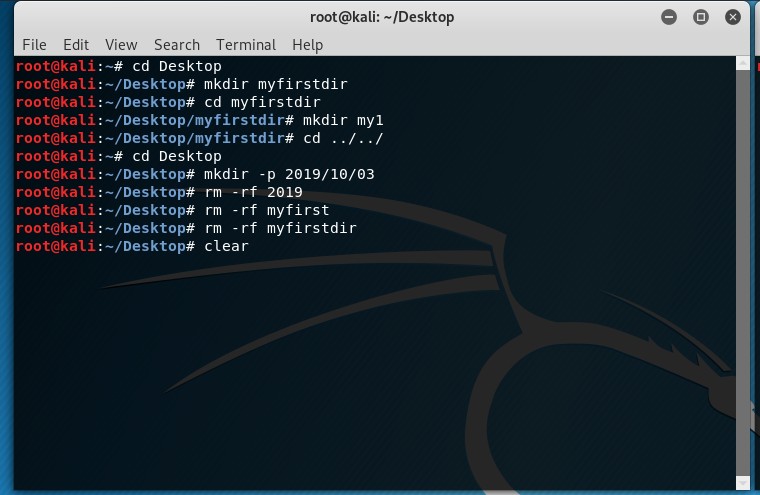 root@kali: ~/Desktop
File Edit View Search Terminal Help
root@kali:~# cd Desktop
root@kali:~/Desktop# mkdir myfirstdir
root@kali:~/Desktop# cd myfirstdir
root@kali:~/Desktop/myfirstdir# mkdir my1
root@kali:~/Desktop/myfirstdir# cd ../../
root@kali:~# cd Desktop
root@kali:~/Desktop# mkdir -p 2019/10/03
root@kali:~/Desktop# rm -rf 2019
root@kali:~/Desktop# rm -rf myfirst
root@kali:~/Desktop# rm -rf myfirstdir
root@kali:~/Desktop# clear